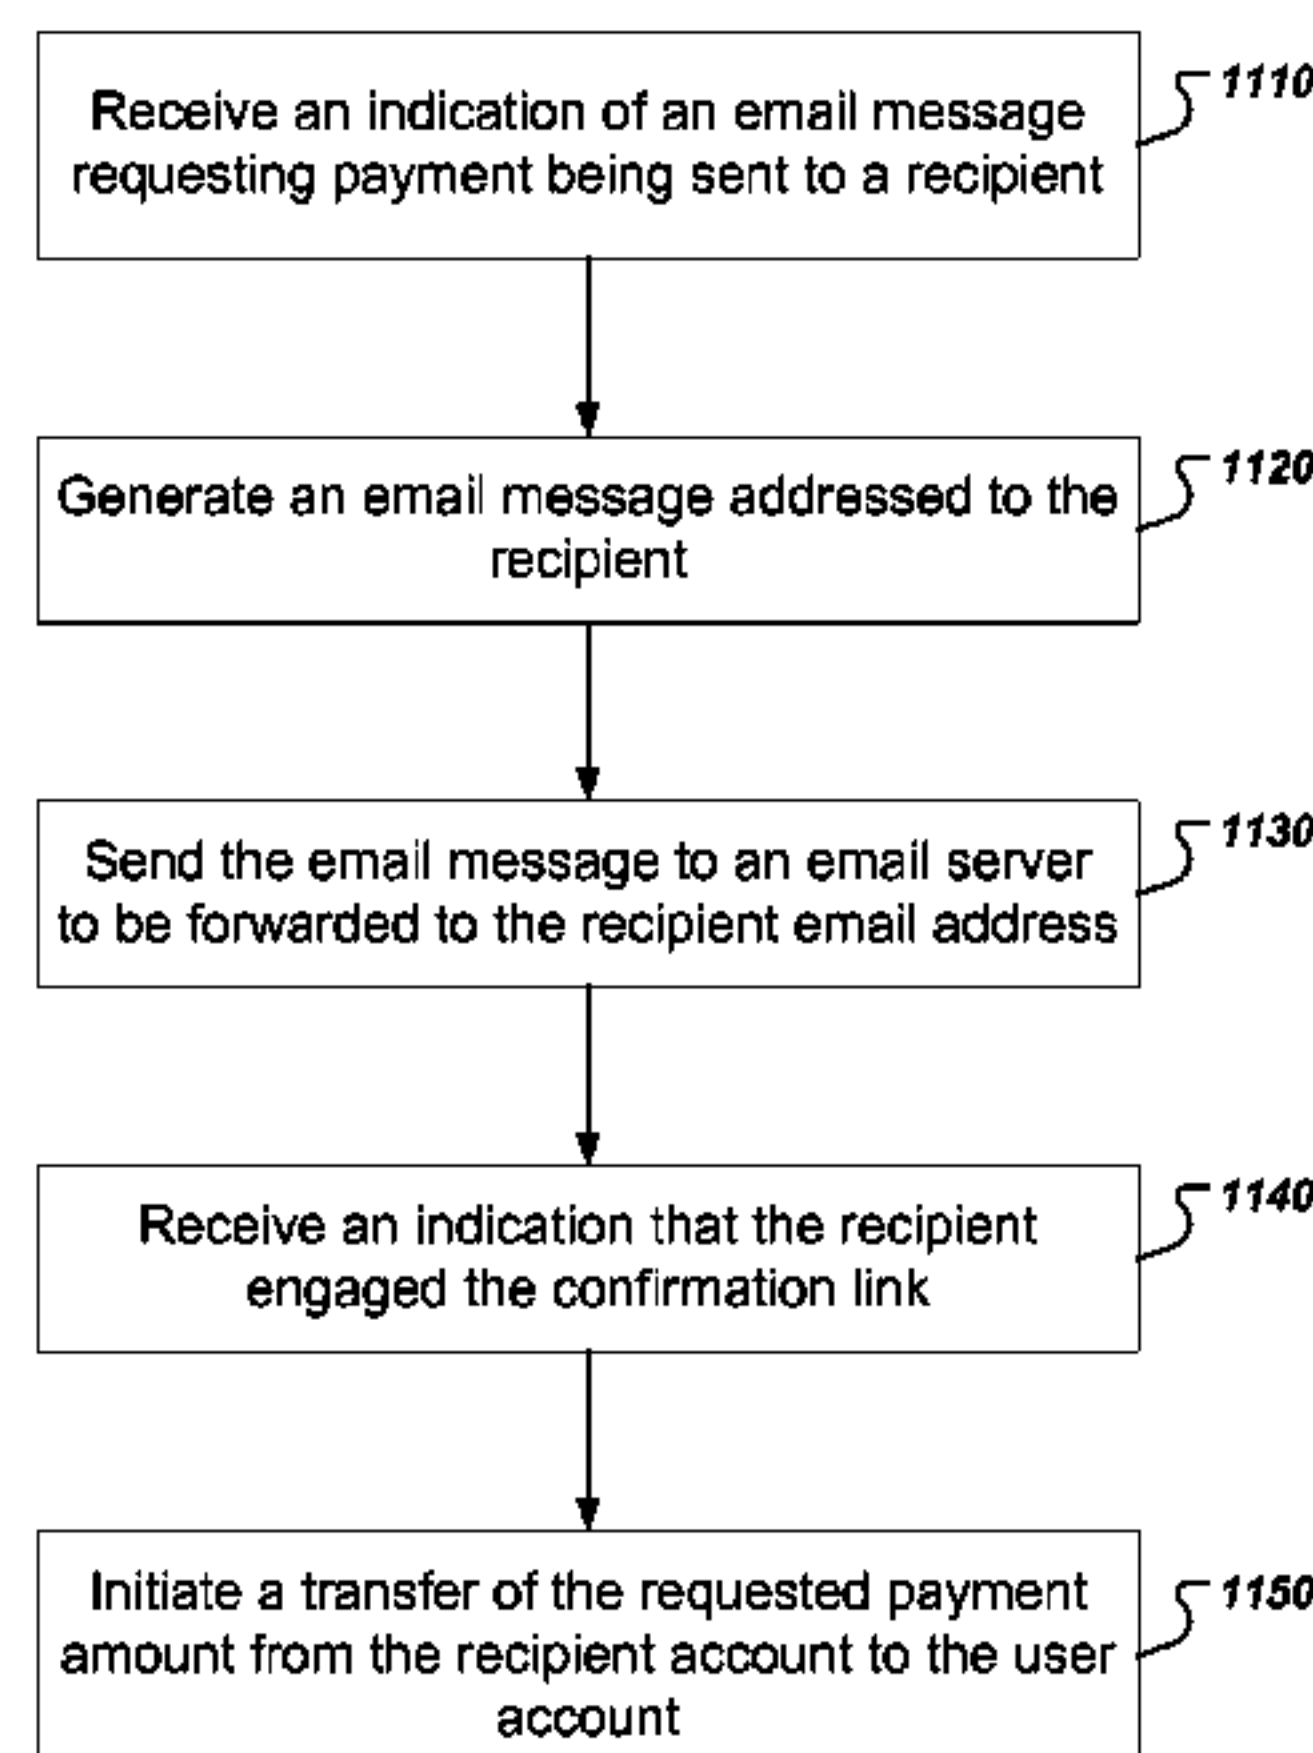 Receive an indication of an email message
requesting payment being sent to a recipient
1110
Generate an email message addressed to the
recipient
1120
Send the email message to an email server
to be forwarded to the recipient email address
1130
Receive an indication that the recipient
engaged the confirmation link
1140
Initiate a transfer of the requested payment
amount from the recipient account to the user
account
1150